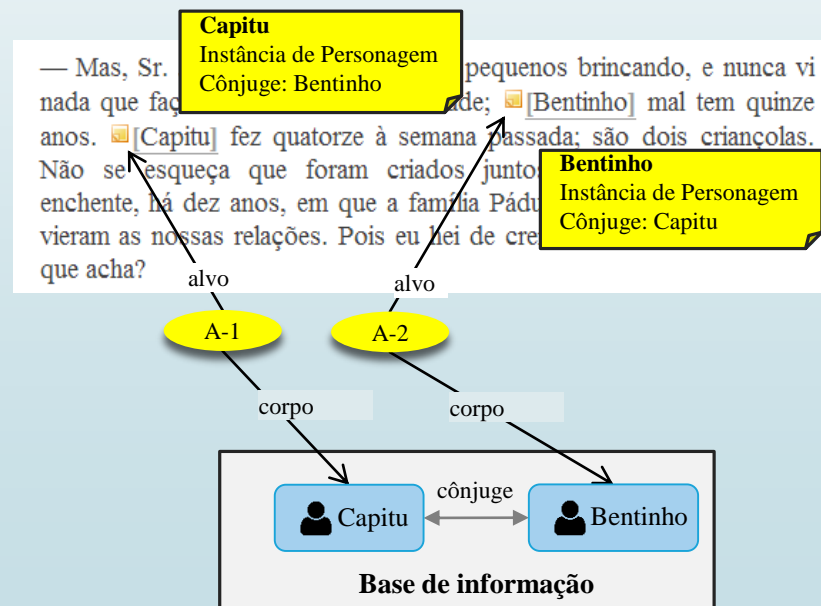 Capitu
Instância de Personagem
Cônjuge: Bentinho
— Mas, Sr. pequenos brincando, e nunca vi
nada que faç de; [Bentinho] mal tem quinze
anos. [Capitu] fez quatorze à semana passada; são dois criançolas.
Não se esqueça que foram criados juntos
enchente, há dez anos, em que a família Pádu
vieram as nossas relações. Pois eu hei de cre
que acha?
Bentinho
Instância de Personagem
Cônjuge: Capitu
alvo alvo
A-1 A-2
corpo corpo
cônjuge
Capitu Bentinho
Base de informação